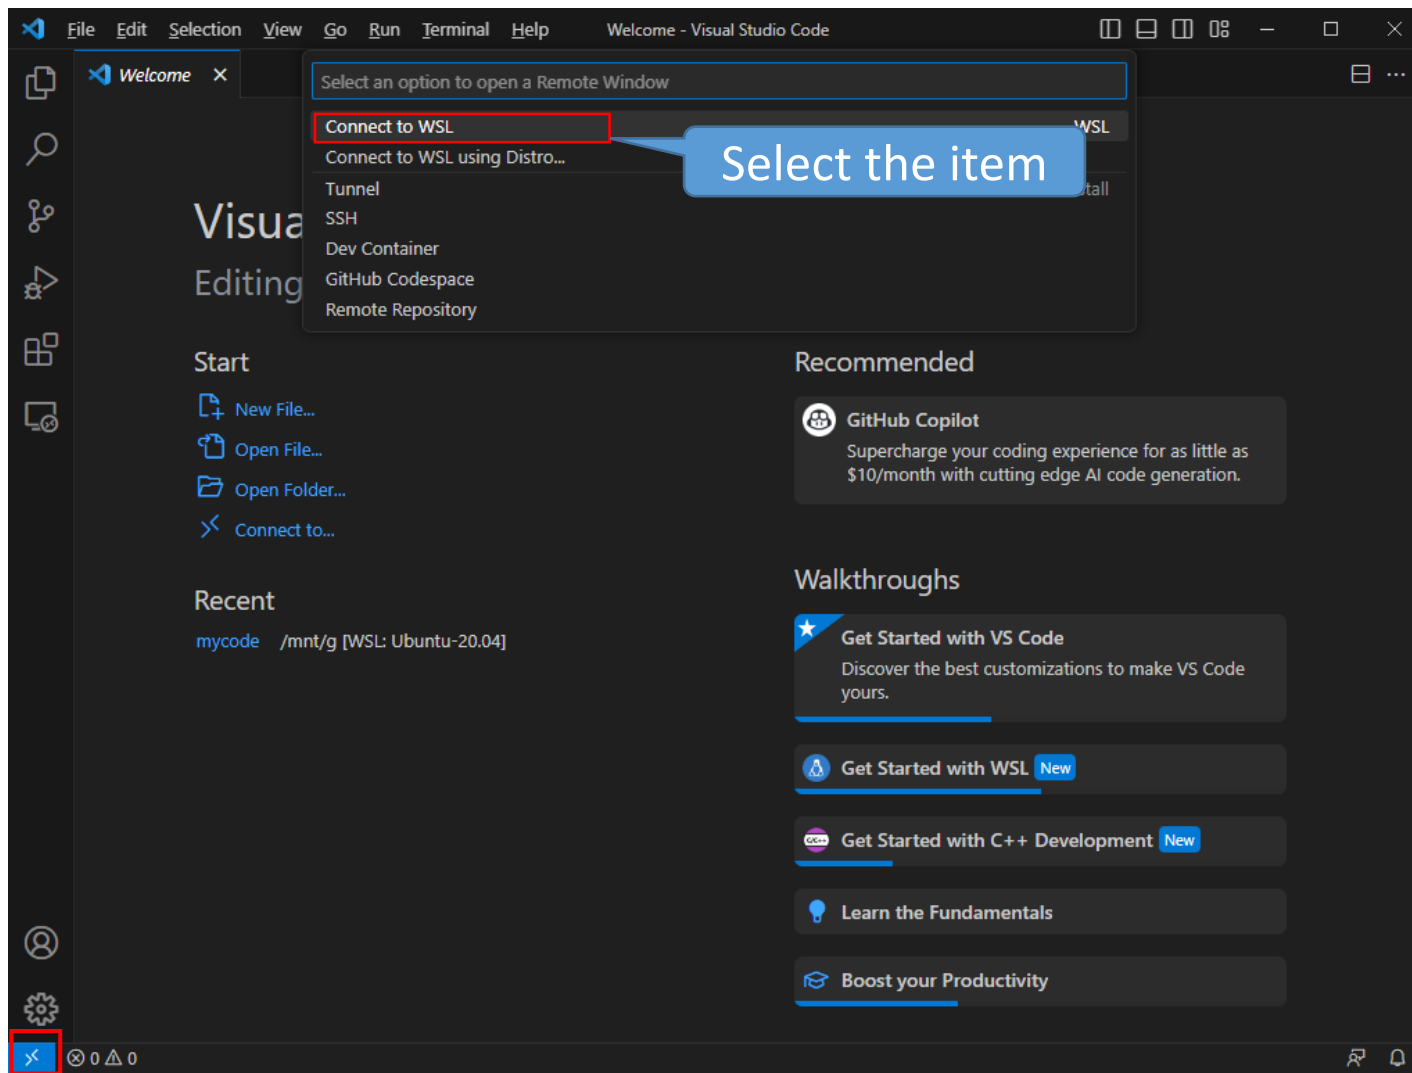 File Edit Selection View Go Run Terminal Help Welcome - Visual Studio Code
Welcome
Select an option to open a Remote Window
Connect to WSL WSL
Connect to WSL using Distro...
Select the item
Tunnel
SSH
Dev Container
GitHub Codespace
Remote Repository
Editing
Start
New File...
Open File...
Open Folder...
Connect to...
Recent
mycode /mnt/g [WSL: Ubuntu-20.04]
Recommended
GitHub Copilot
Supercharge your coding experience for as little as
$10/month with cutting edge AI code generation.
Walkthroughs
Get Started with VS Code
Discover the best customizations to make VS Code
yours.
Get Started with WSL New
Get Started with C++ Development New
Learn the Fundamentals
Boost your Productivity
0 0